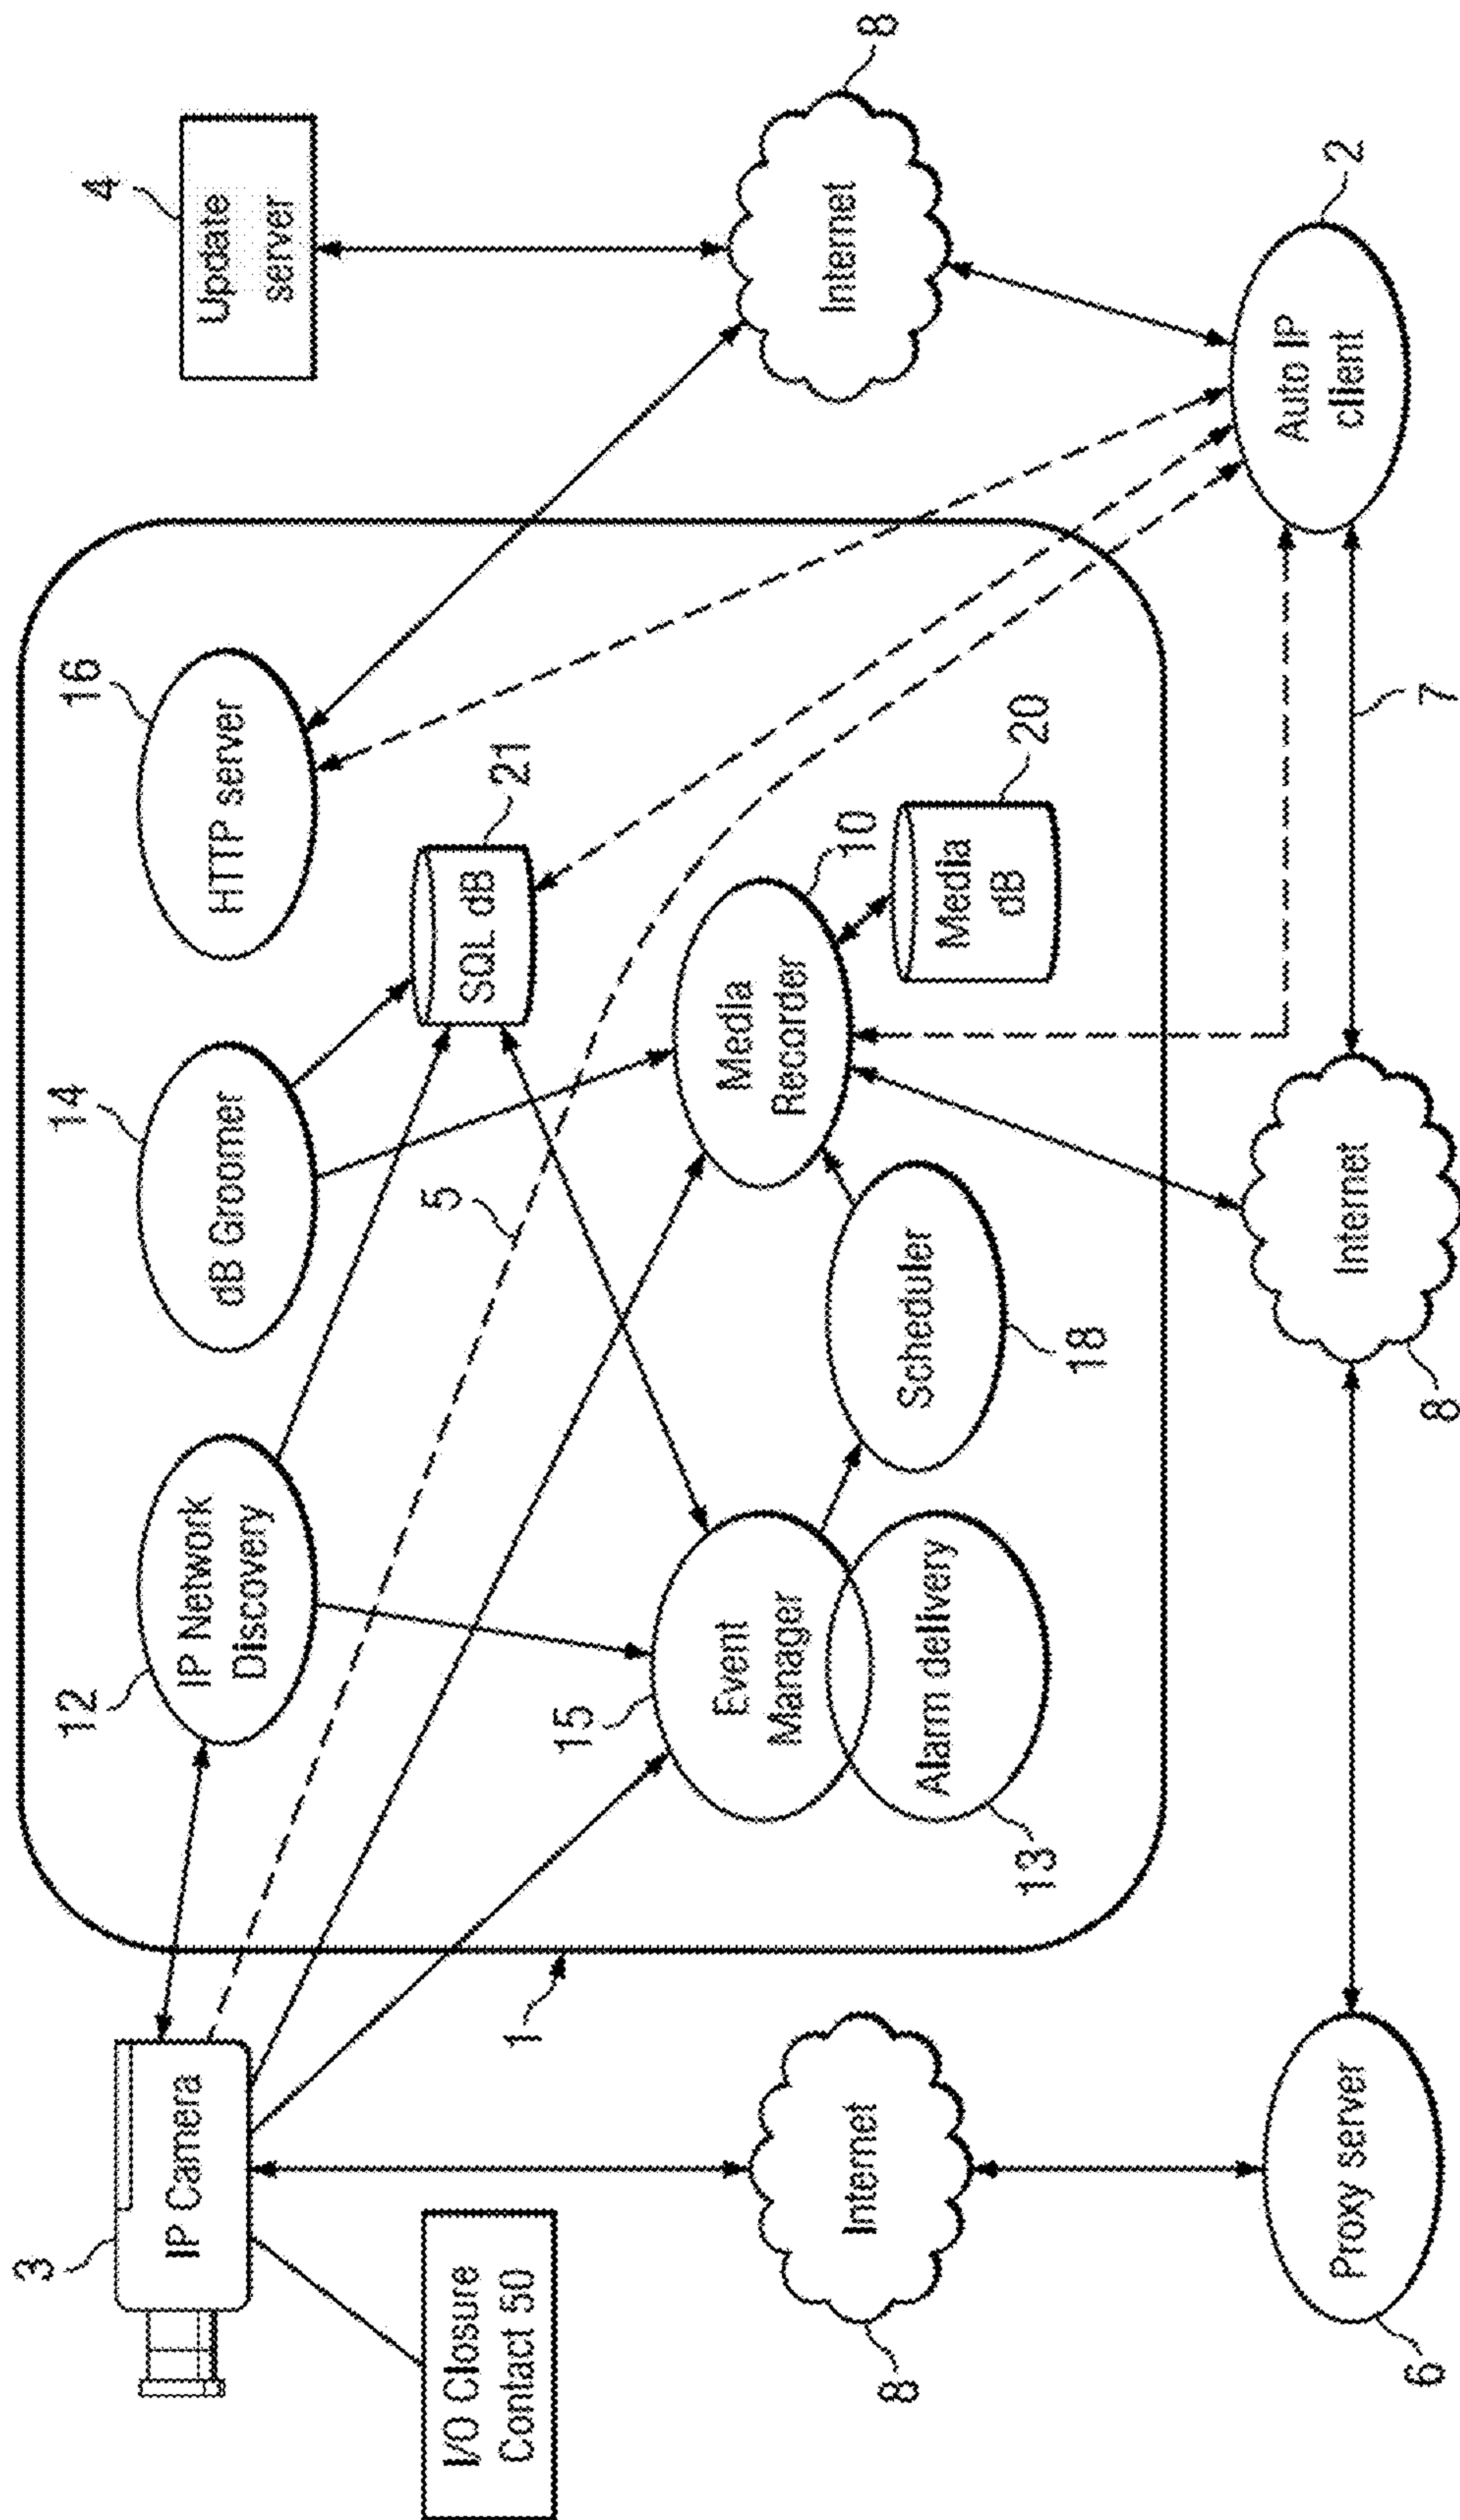 3
IP Camera
I/O Closure
Contact 50
12
IP Network
Discovery
14
dB Groomer
16
HTTP server
4
Update
server
21
SQL dB
5
1
15
Event
Manager
Alarm delivery
13
Scheduler
18
Media
Recorder
10
Media
dB
20
Internet
8
Internet
8
Proxy server
6
Internet
8
7
Auto IP
client
2